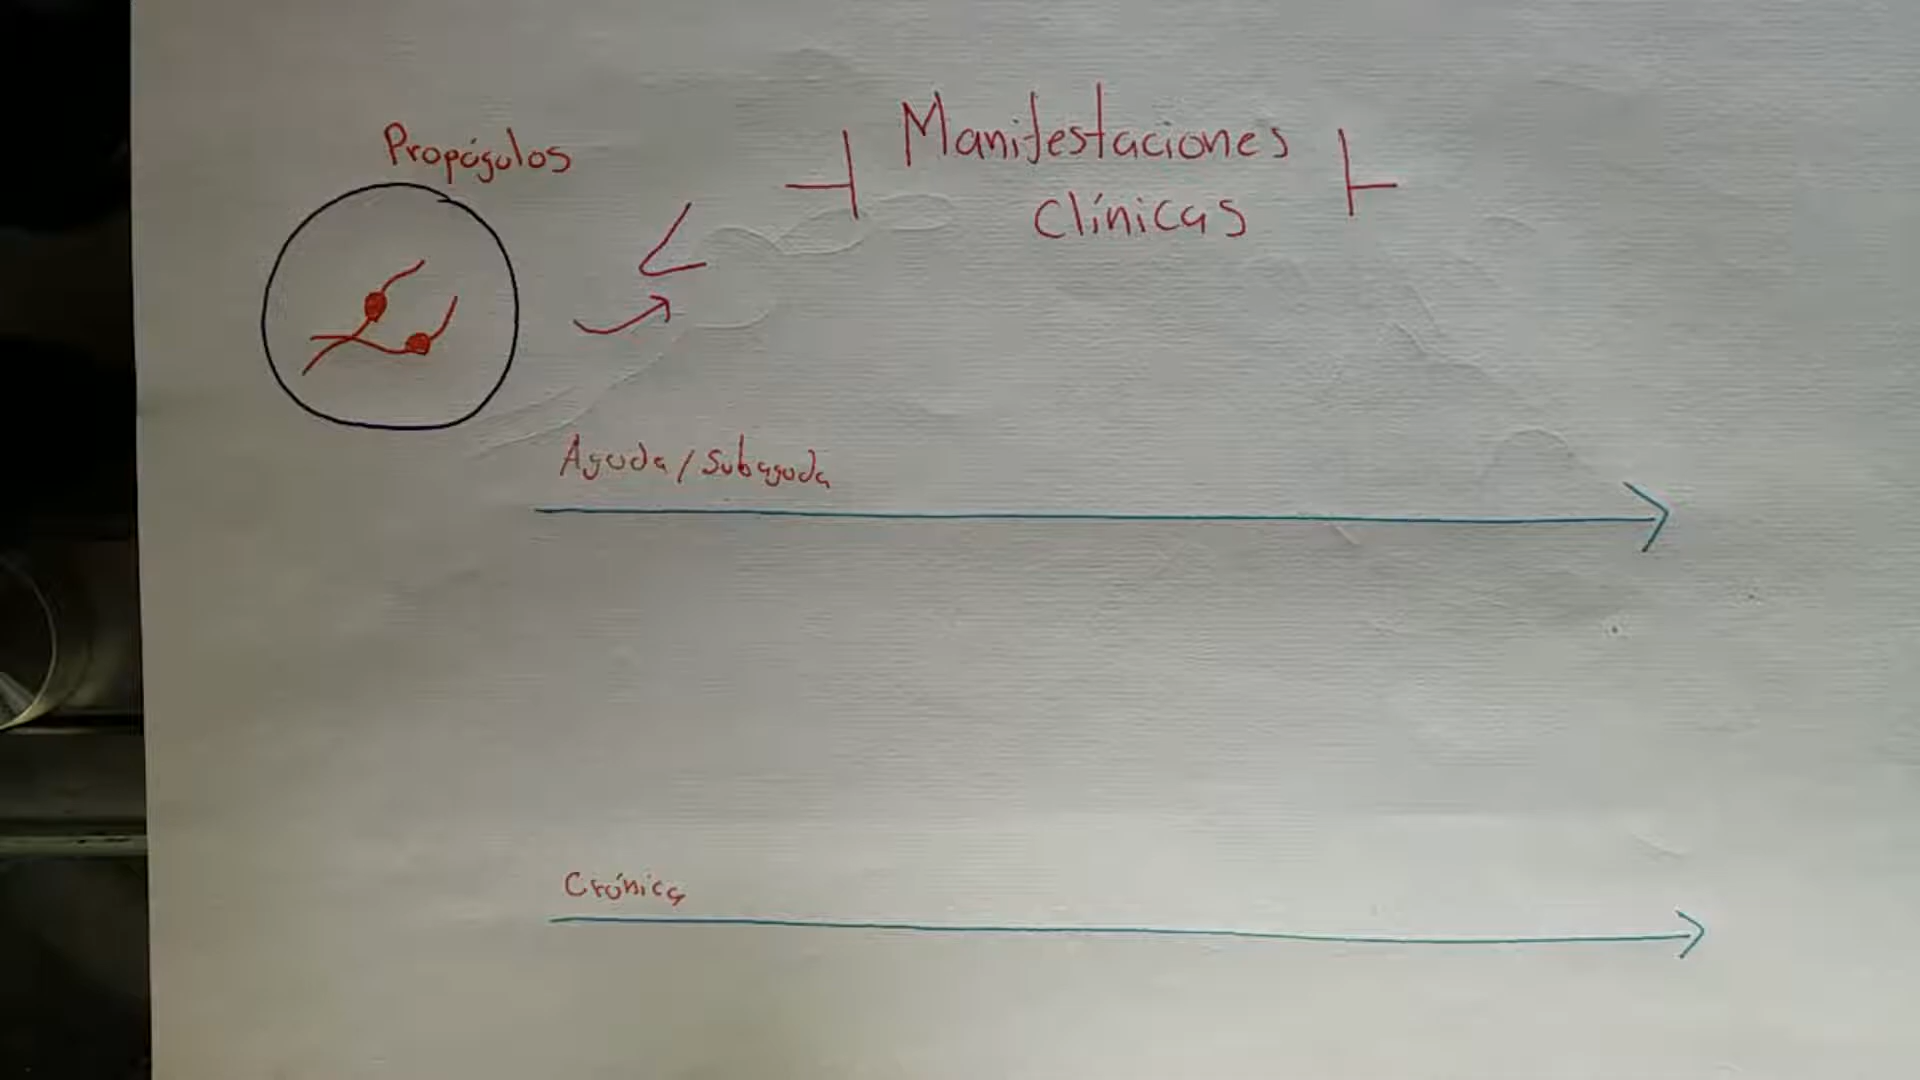 Propágulos
Manifestaciones
Clínicas
Aguda/Subaguda
Crónica